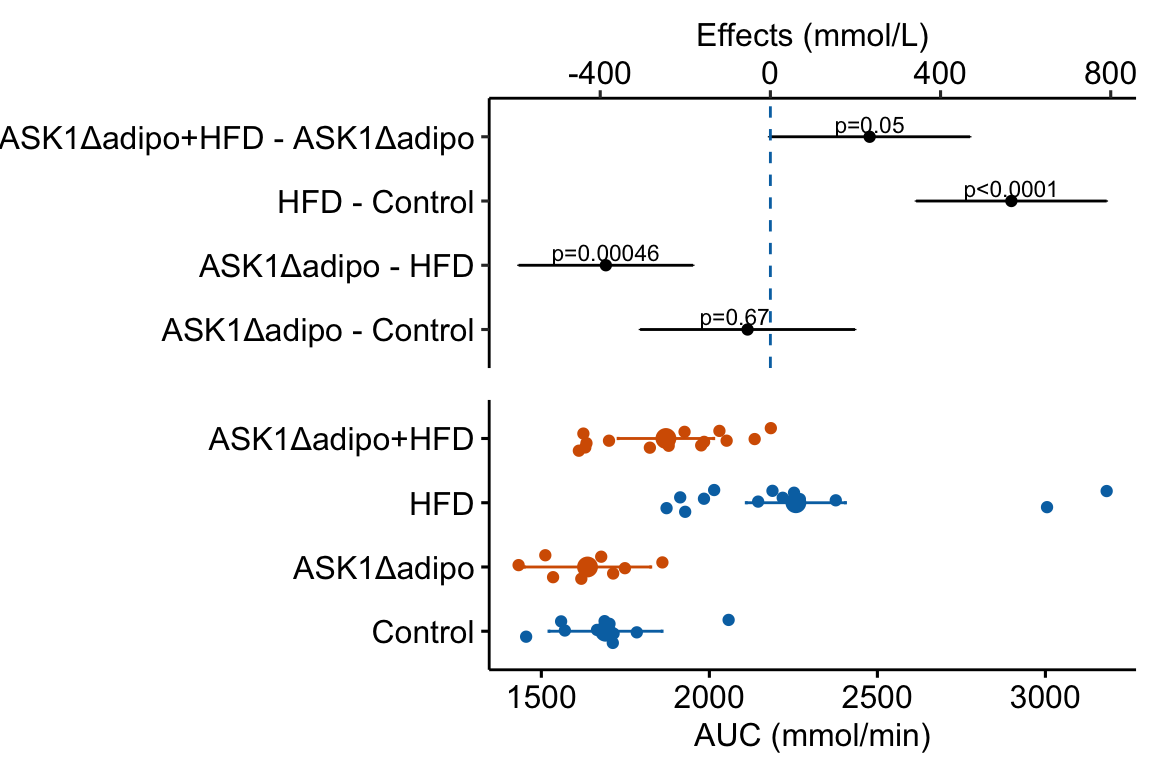 Effects (mmol/L)
-400 0 400 800
ASK1Δadipo+HFD - ASK1Δadipo
p=0.05
HFD - Control
p<0.0001
ASK1Δadipo - HFD
p=0.00046
ASK1Δadipo - Control
p=0.67
ASK1Δadipo+HFD
HFD
ASK1Δadipo
Control
1500 2000 2500 3000
AUC (mmol/min)